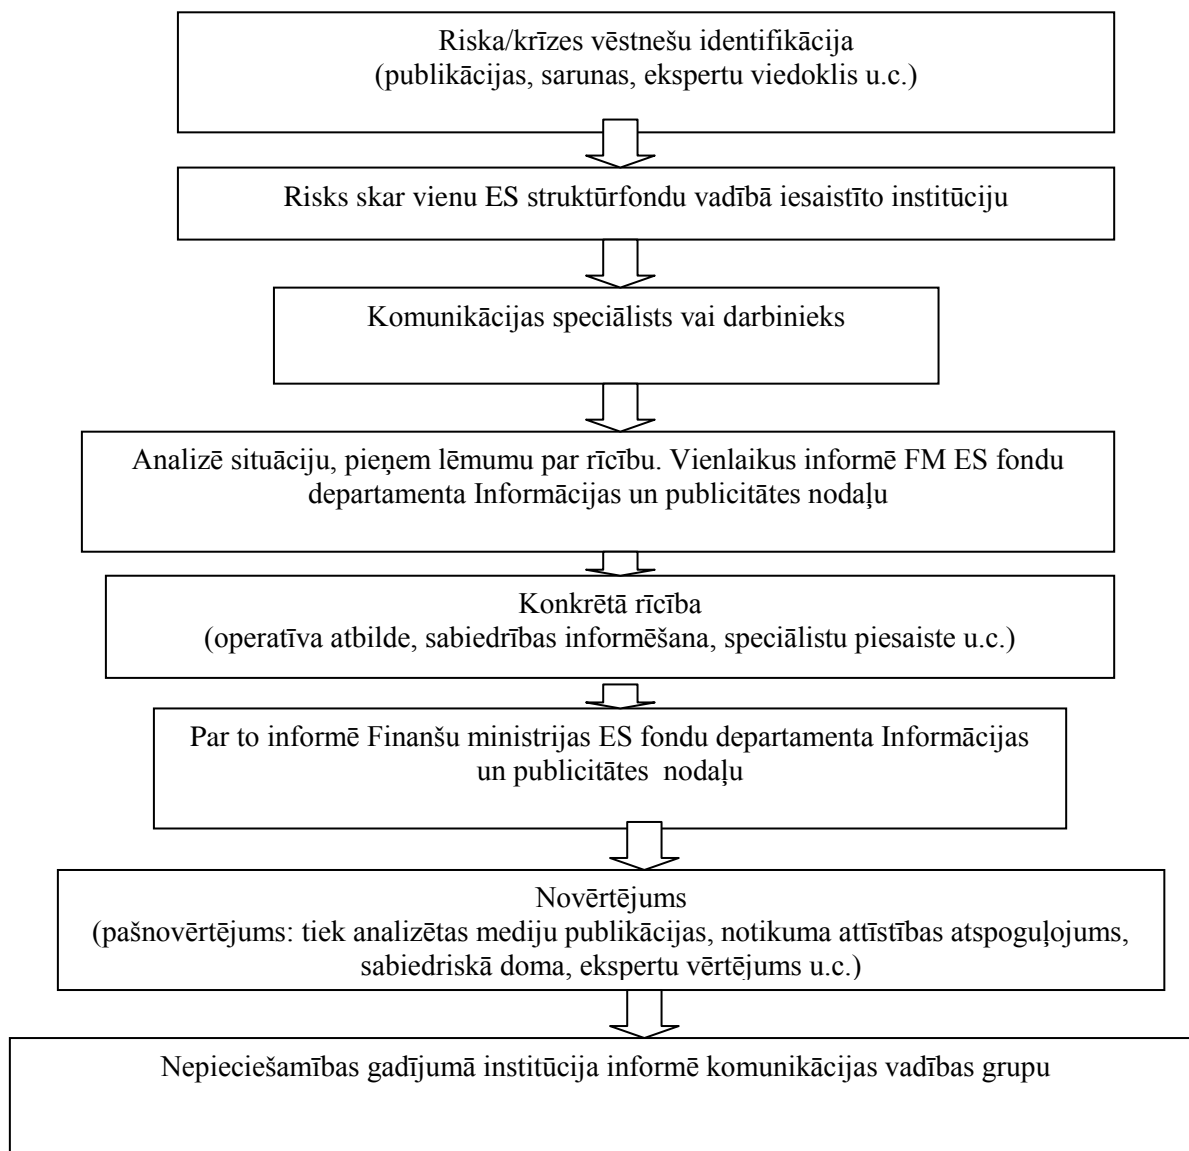 Riska/krīzes vēstnešu identifikācija
(publikācijas, sarunas, ekspertu viedoklis u.c.)
Risks skar vienu ES struktūrfondu vadībā iesaistīto institūciju
Komunikācijas speciālists vai darbinieks
Analizē situāciju, pieņem lēmumu par rīcību. Vienlaikus informē FM ES fondu
departamenta Informācijas un publicitātes nodaļu
Konkrētā rīcība
(operatīva atbilde, sabiedrības informēšana, speciālistu piesaiste u.c.)
Par to informē Finanšu ministrijas ES fondu departamenta Informācijas
un publicitātes nodaļu
Novērtējums
(pašnovērtējums: tiek analizētas mediju publikācijas, notikuma attīstības atspoguļojums,
sabiedriskā doma, ekspertu vērtējums u.c.)
Nepieciešamības gadījumā institūcija informē komunikācijas vadības grupu